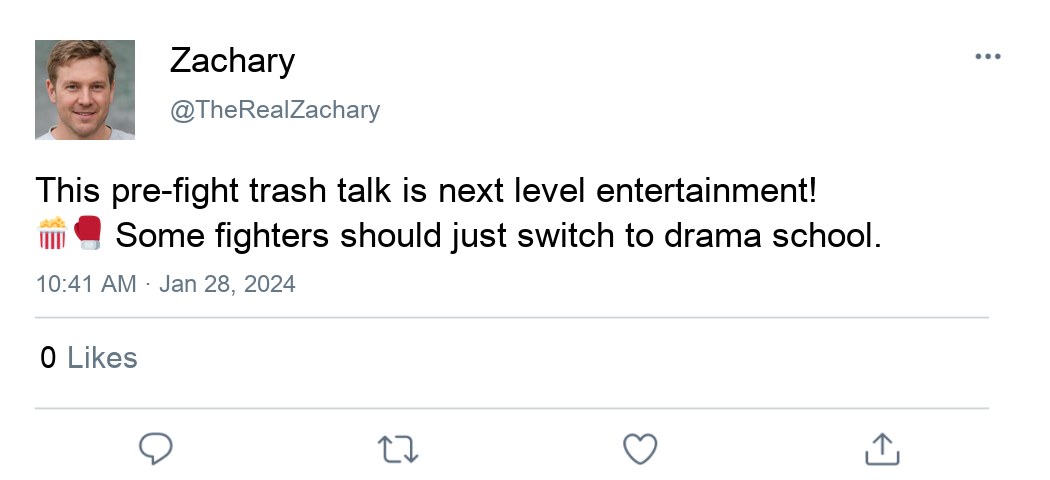 Zachary
@TheRealZachary
This pre-fight trash talk is next level entertainment!
🍿🥊 Some fighters should just switch to drama school.
10:41 AM · Jan 28, 2024
0 Likes